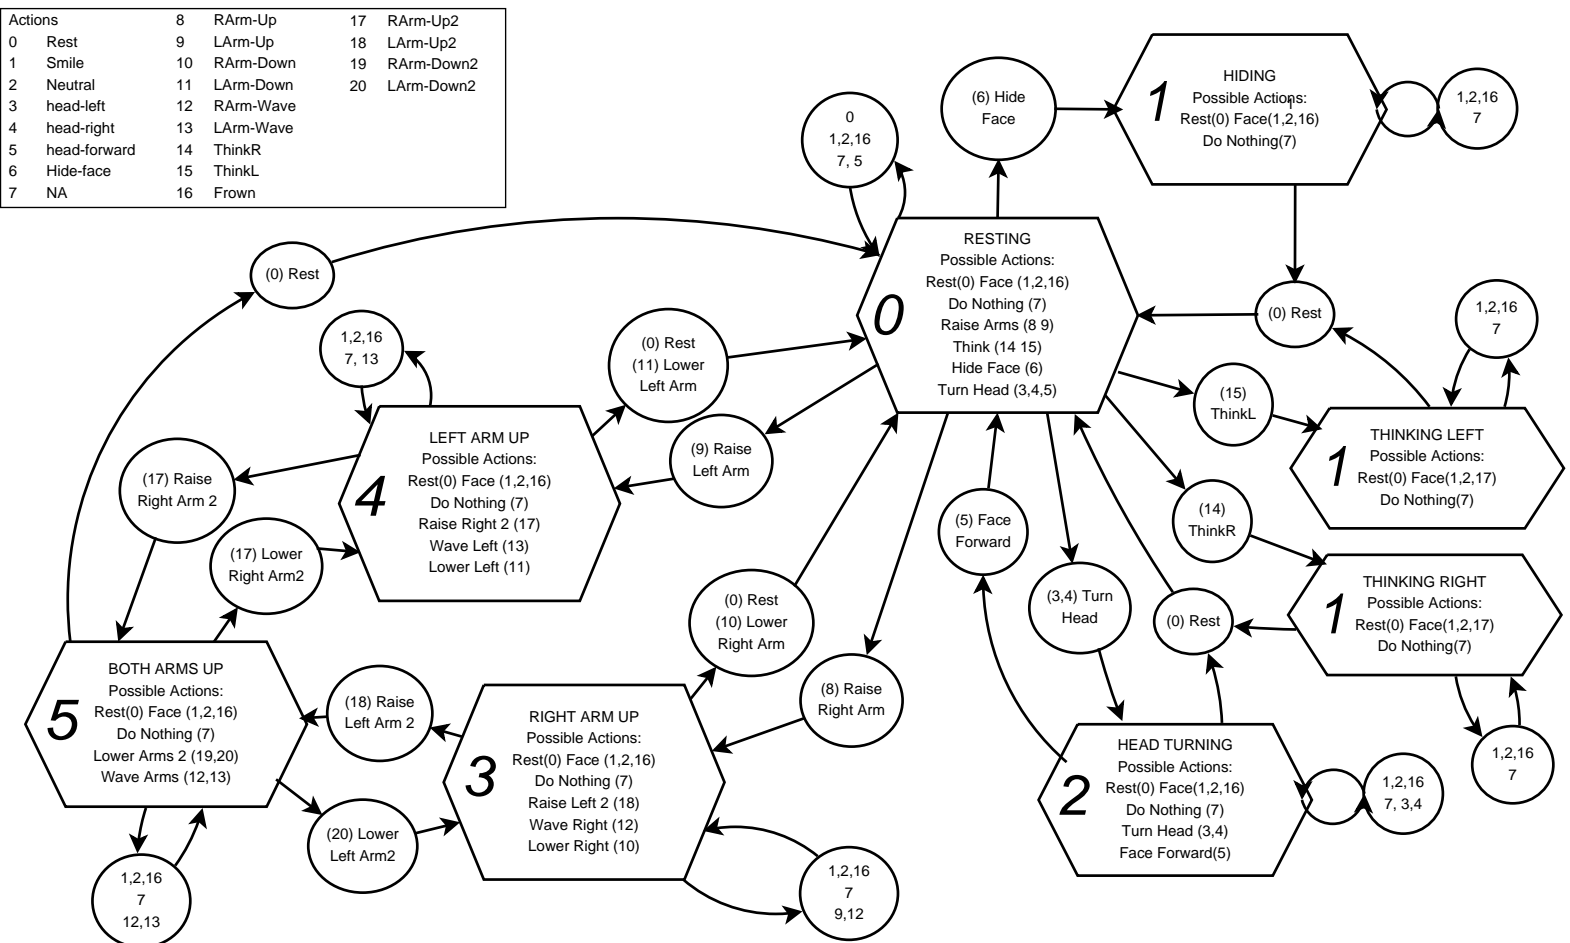 Actions
0 Rest
1 Smile
2 Neutral
3 head-left
4 head-right
5 head-forward
6 Hide-face
7 NA
8 RArm-Up
9 LArm-Up
10 RArm-Down
11 LArm-Down
12 RArm-Wave
13 LArm-Wave
14 ThinkR
15 ThinkL
16 Frown
17 RArm-Up2
18 LArm-Up2
19 RArm-Down2
20 LArm-Down2
0
1,2,16
7, 5
(6) Hide
Face
1
HIDING
Possible Actions:
Rest(0) Face(1,2,16)
Do Nothing(7)
1,2,16
7
(0) Rest
0
RESTING
Possible Actions:
Rest(0) Face (1,2,16)
Do Nothing (7)
Raise Arms (8 9)
Think (14 15)
Hide Face (6)
Turn Head (3,4,5)
(0) Rest
1,2,16
7
1,2,16
7, 13
(0) Rest
(11) Lower
Left Arm
(15)
ThinkL
1
THINKING LEFT
Possible Actions:
Rest(0) Face(1,2,17)
Do Nothing(7)
(17) Raise
Right Arm 2
4
LEFT ARM UP
Possible Actions:
Rest(0) Face (1,2,16)
Do Nothing (7)
Raise Right 2 (17)
Wave Left (13)
Lower Left (11)
(9) Raise
Left Arm
(5) Face
Forward
(14)
ThinkR
(17) Lower
Right Arm2
(0) Rest
(10) Lower
Right Arm
(3,4) Turn
Head
(0) Rest
1
THINKING RIGHT
Possible Actions:
Rest(0) Face(1,2,17)
Do Nothing(7)
5
BOTH ARMS UP
Possible Actions:
Rest(0) Face (1,2,16)
Do Nothing (7)
Lower Arms 2 (19,20)
Wave Arms (12,13)
(18) Raise
Left Arm 2
3
RIGHT ARM UP
Possible Actions:
Rest(0) Face (1,2,16)
Do Nothing (7)
Raise Left 2 (18)
Wave Right (12)
Lower Right (10)
(8) Raise
Right Arm
2
HEAD TURNING
Possible Actions:
Rest(0) Face(1,2,16)
Do Nothing (7)
Turn Head (3,4)
Face Forward(5)
1,2,16
7, 3,4
1,2,16
7
(20) Lower
Left Arm2
1,2,16
7
12,13
1,2,16
7
9,12